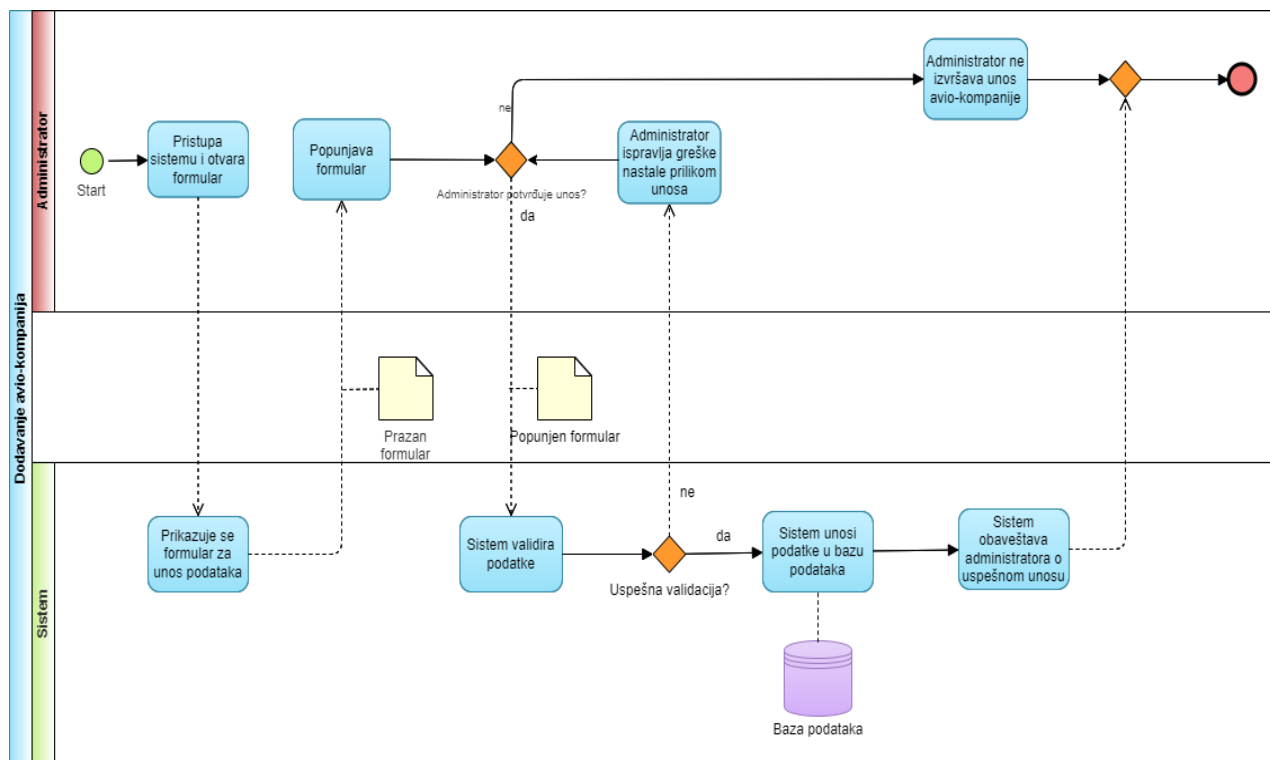 Dodavanje avio-kompanija
Administrator
Start
Pristupa
sistemu i otvara
formular
Popunjava
formular
ne
Administrator potvrđuje unos?
da
Administrator
ispravlja greške
nastale prilikom
unosa
Administrator ne
izvršava unos
avio-kompanije
Prazan
formular
Popunjen formular
Sistem
Prikazuje se
formular za
unos podataka
Sistem validira
podatke
ne
da
Uspešna validacija?
Sistem unosi
podatke u bazu
podataka
Sistem
obaveštava
administratora o
uspešnom unosu
Baza podataka